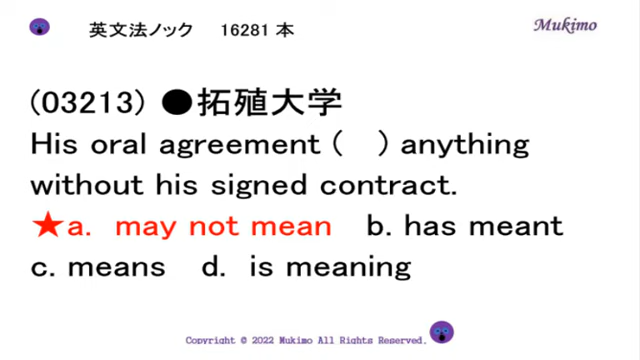 英文法ノック 16281 本
Mukimo
(03213) ●拓殖大学
His oral agreement ( ) anything
without his signed contract.
★a. may not mean b. has meant
c. means d. is meaning
Copyright @ 2022 Mukimo All Rights Reserved.